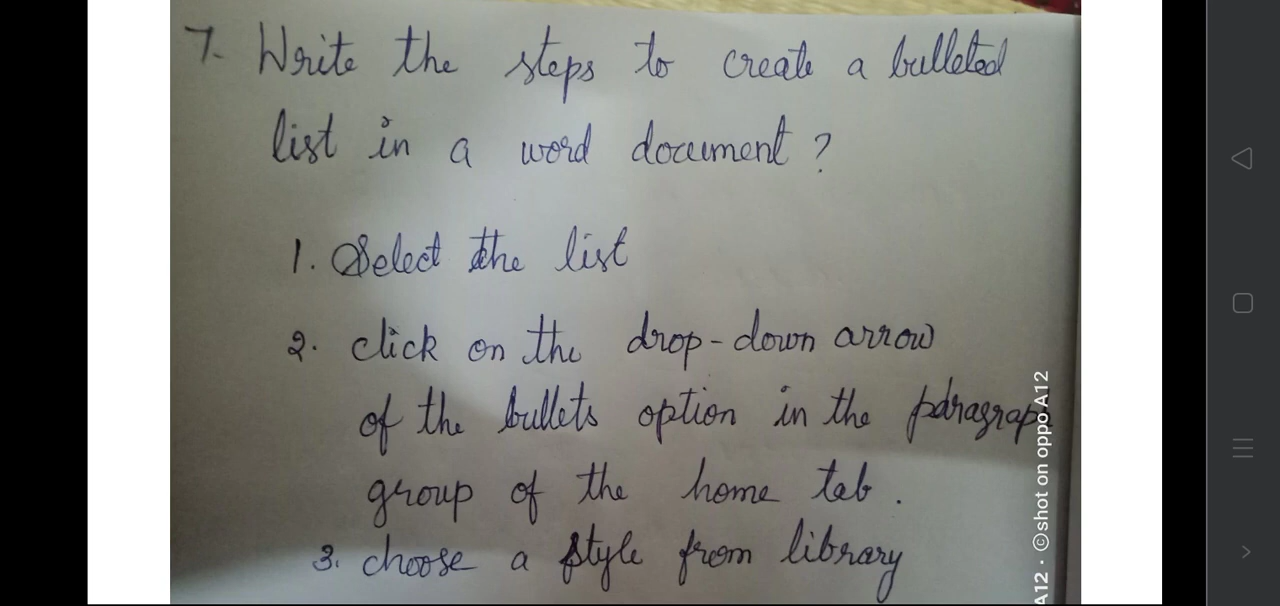 7. Write the steps to create a bulleted
list in a word document ?
1. Select the list
2. click on the drop-down arrow
of the bullets option in the paragraph
group of the home tab .
3. choose a style from library
A12 · ©shot on oppo A12